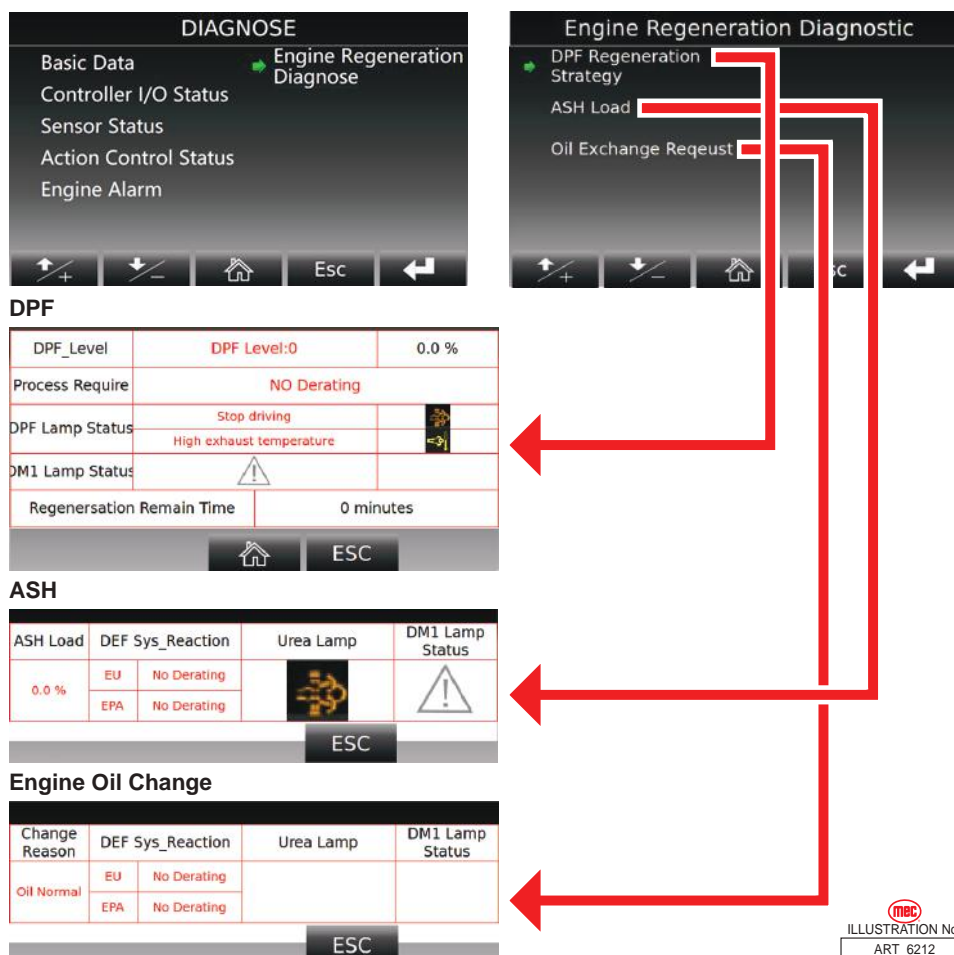 DIAGNOSE
Basic Data
Controller I/O Status
Sensor Status
Action Control Status
Engine Alarm
Engine Regeneration
Diagnose
+
-
Esc
Engine Regeneration Diagnostic
DPF Regeneration
Strategy
ASH Load
Oil Exchange Reqeust
+
-
sc
DPF
DPF_Level
DPF Level:0
0.0 %
Process Require
NO Derating
DPF Lamp Status
Stop driving
High exhaust temperature
DM1 Lamp Status
Regenersation Remain Time
0 minutes
ESC
ASH
ASH Load
DEF Sys_Reaction
Urea Lamp
DM1 Lamp
Status
0.0 %
EU
No Derating
EPA
No Derating
ESC
Engine Oil Change
Change
Reason
DEF Sys_Reaction
Urea Lamp
DM1 Lamp
Status
Oil Normal
EU
No Derating
EPA
No Derating
ESC
mec
ILLUSTRATION No
ART_6212